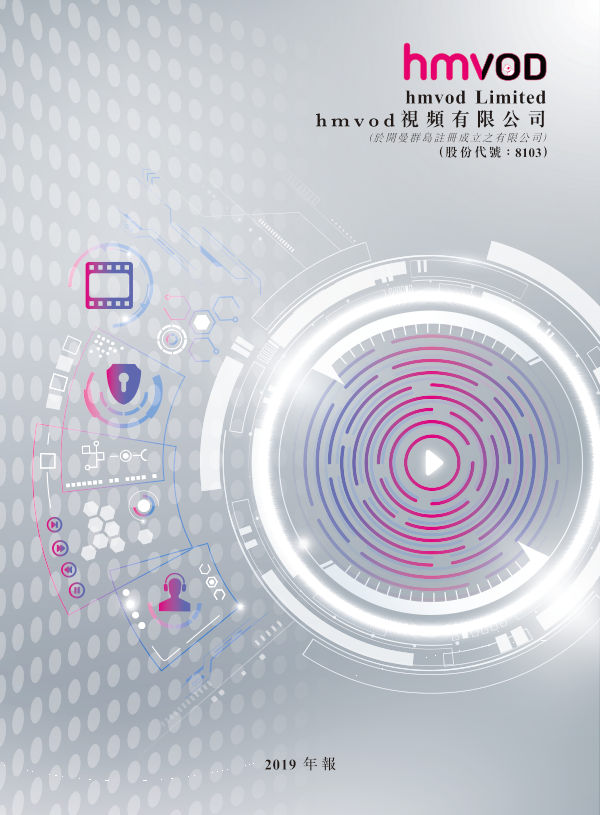 hmvod
hmvod Limited
hmvod視頻有限公司
(於開曼群島註冊成立之有限公司)
(股份代號：8103)
2019 年報